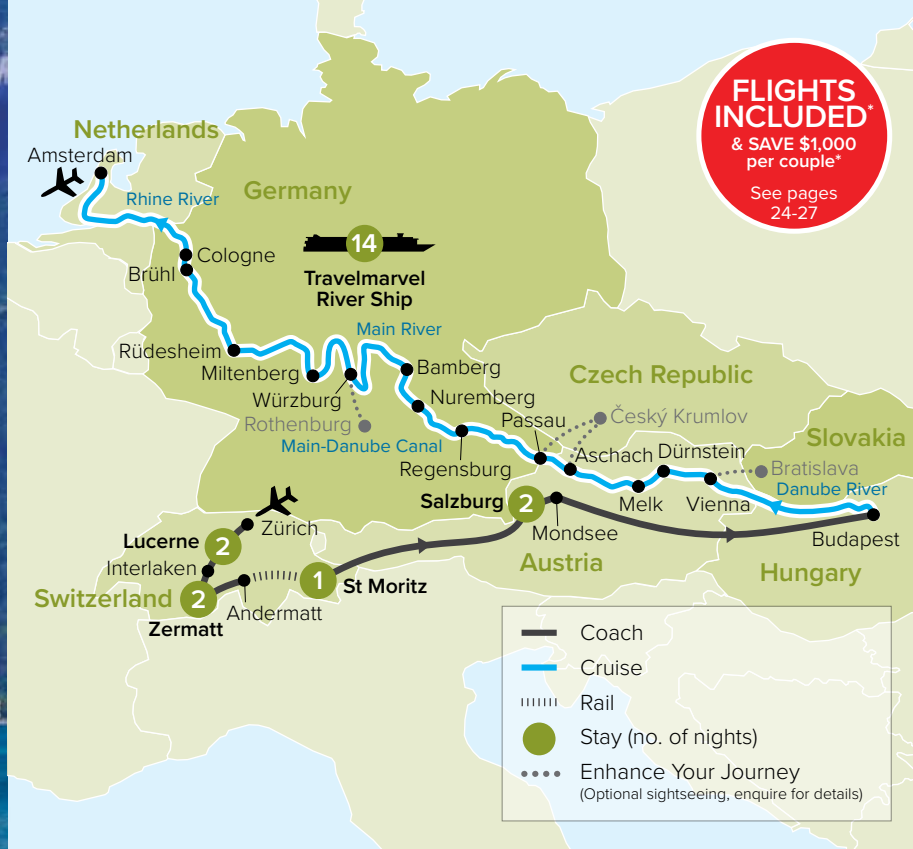 FLIGHTS
INCLUDED*
& SAVE $1,000
per couple*
See pages
24-27
Netherlands
Amsterdam
Rhine River
Germany
Cologne
Brühl
14
Travelmarvel
River Ship
Main River
Rüdesheim
Miltenberg
Bamberg
Würzburg
Nuremberg
Czech Republic
Rothenburg
Passau
Český Krumlov
Main-Danube Canal
Aschach
Dürnstein
Slovakia
Regensburg
Bratislava
Danube River
Salzburg
2
Melk
Vienna
Mondsee
Budapest
Zürich
Lucerne
2
Austria
Interlaken
Hungary
1
St Moritz
Switzerland
2
Andermatt
Zermatt
Coach
Cruise
Rail
Stay (no. of nights)
Enhance Your Journey
(Optional sightseeing, enquire for details)